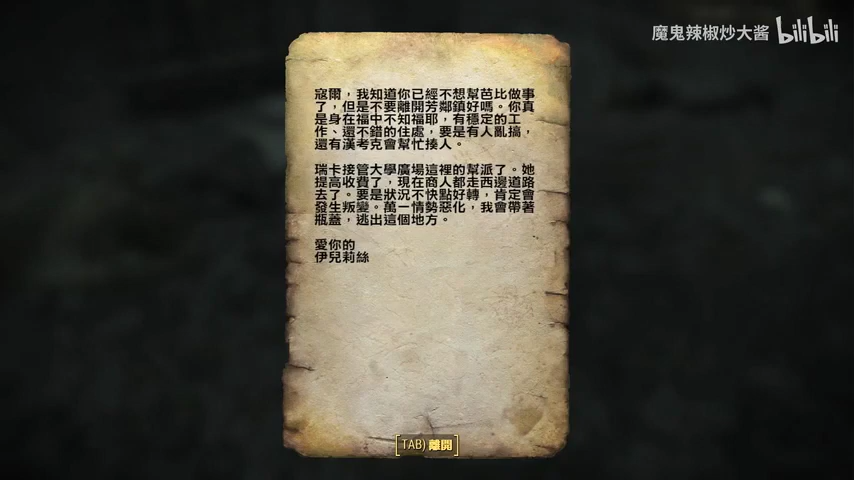 魔鬼辣椒炒大酱 bilibili
寇爾，我知道你已經不想幫芭比做事
了，但是不要離開芳鄰鎮好嗎。你真
是身在福中不知福耶，有穩定的工
作、還不錯的住處，要是有人亂搞，
還有漢考克會幫忙揍人。
瑞卡接管大學廣場這裡的幫派了。她
提高收費了，現在商人都走西邊道路
去了。要是狀況不快點好轉，肯定會
發生叛變。萬一情勢惡化，我會帶著
瓶蓋，逃出這個地方。
愛你的
伊兒莉絲
[TAB) 離開]